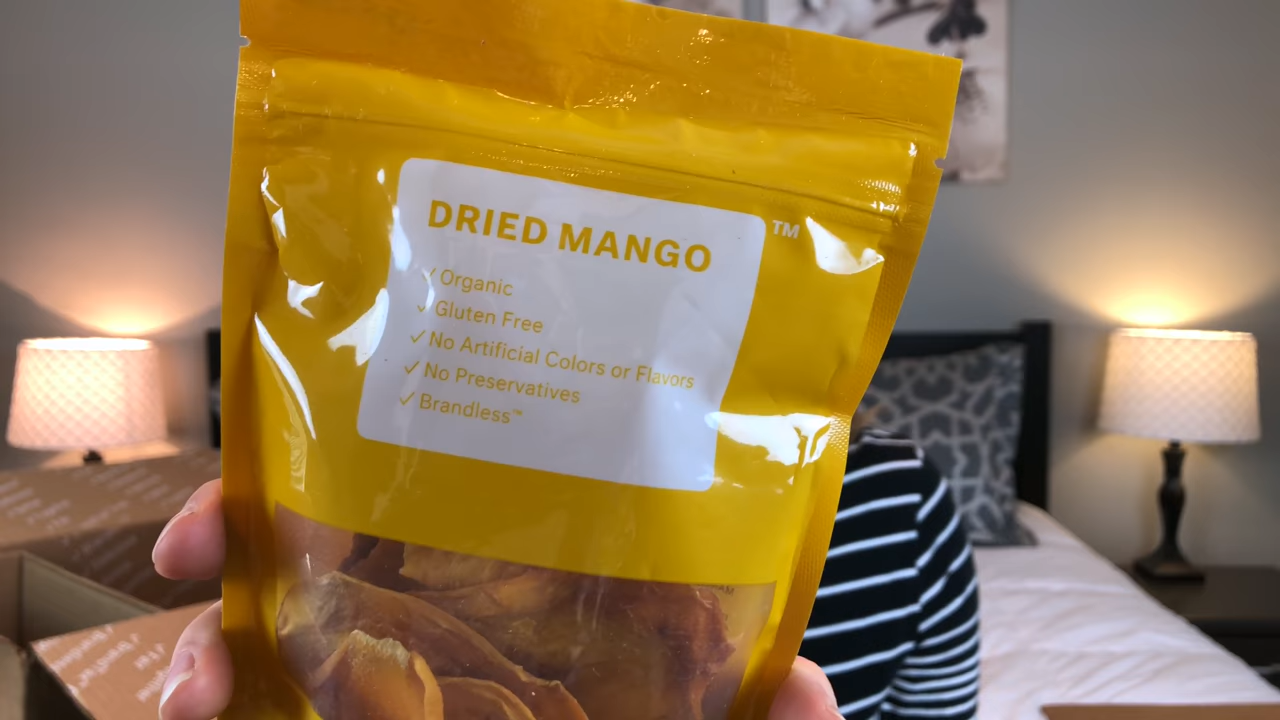 DRIED MANGO
TM
✓ Organic
✓ Gluten Free
✓ No Artificial Colors or Flavors
✓ No Preservatives
✓ Brandless™